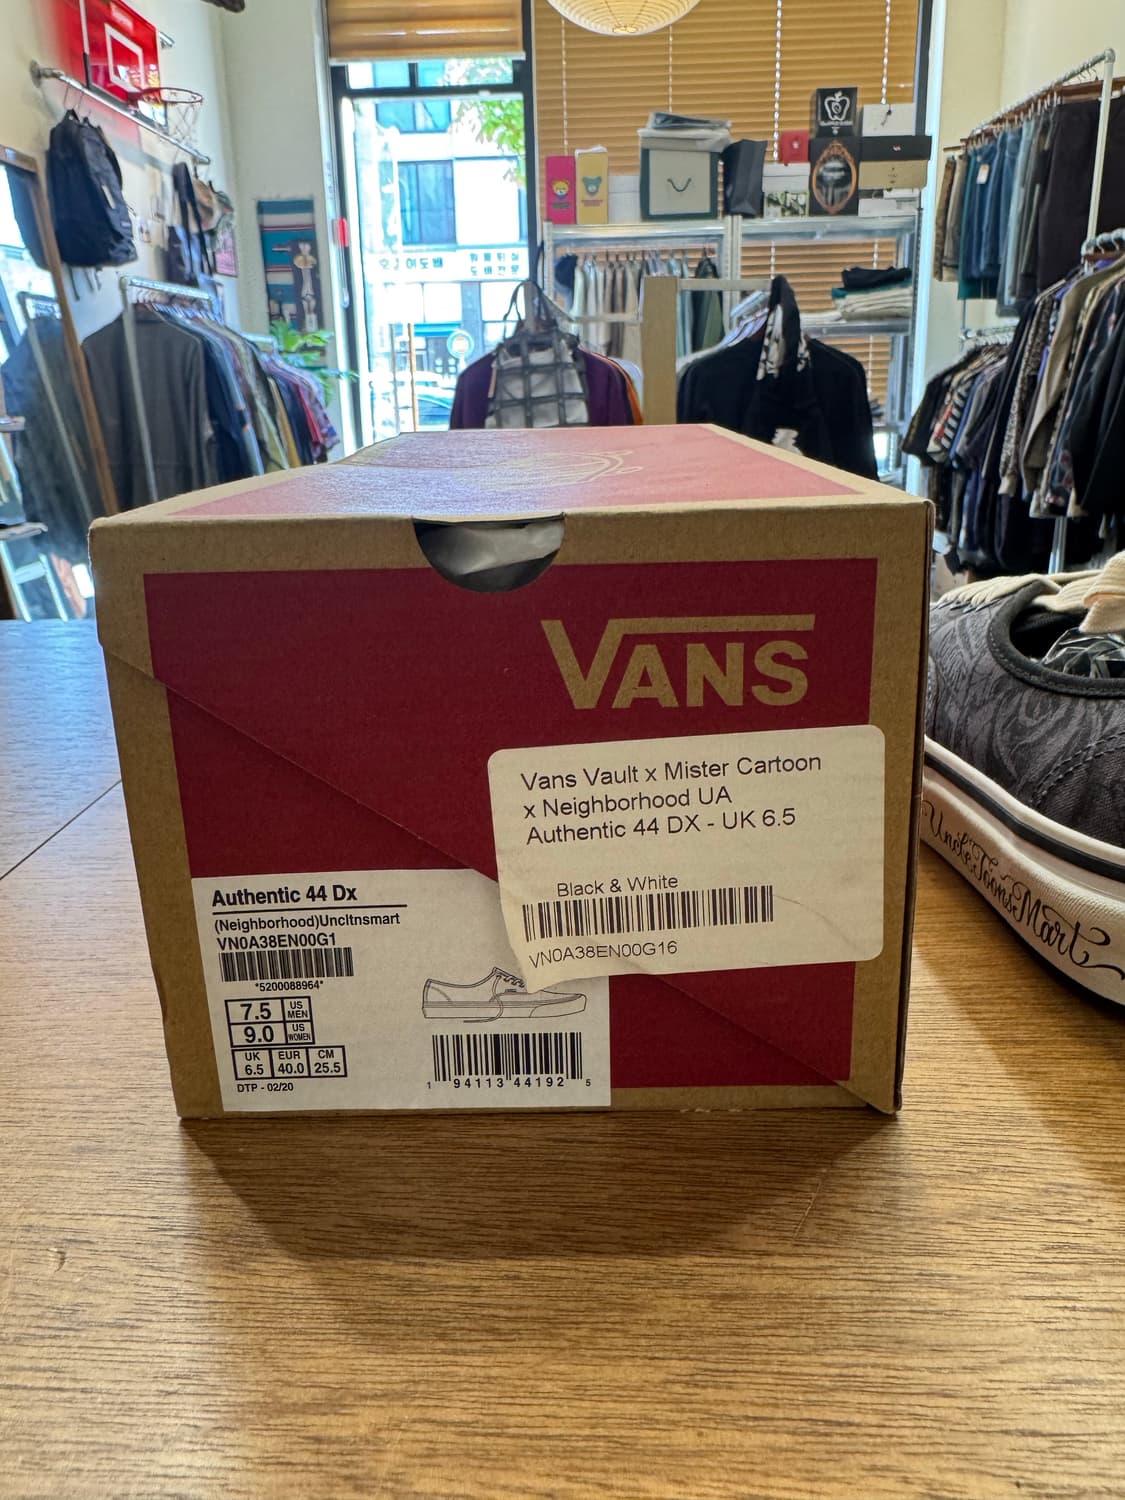 VANS
Vans Vault x Mister Cartoon
x Neighborhood UA
Authentic 44 DX - UK 6.5
Black & White
VN0A38EN00G16
Authentic 44 Dx
(Neighborhood)Uncltnsmart
VN0A38EN00G1
*5200088964*
7.5 US MEN
9.0 US WOMEN
UK EUR CM
6.5 40.0 25.5
DTP - 02/20
1 94113 44192 5
UncleToonsMart